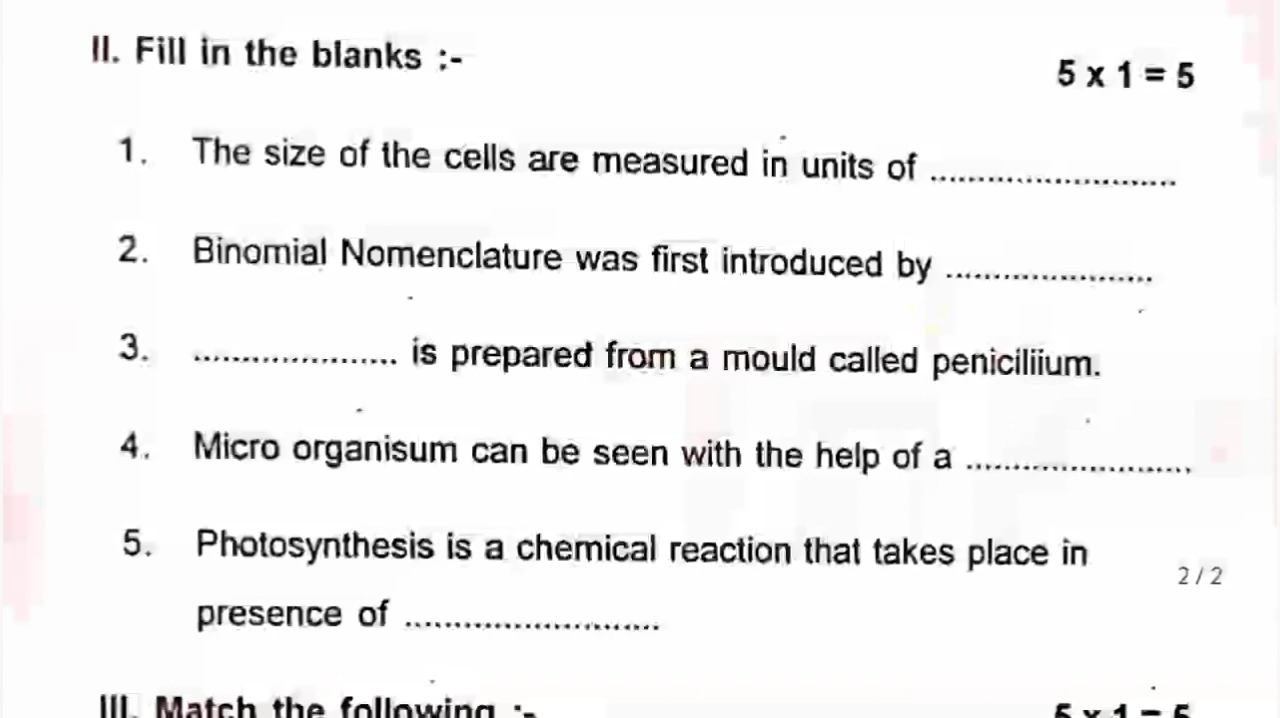 II. Fill in the blanks :-
5 x 1 = 5
1. The size of the cells are measured in units of ..........................
2. Binomial Nomenclature was first introduced by ......................
3. ..................... is prepared from a mould called peniciliium.
4. Micro organisum can be seen with the help of a ........................
5. Photosynthesis is a chemical reaction that takes place in
2 / 2
presence of ...........................
III. Match the following :-
5 x 1 = 5